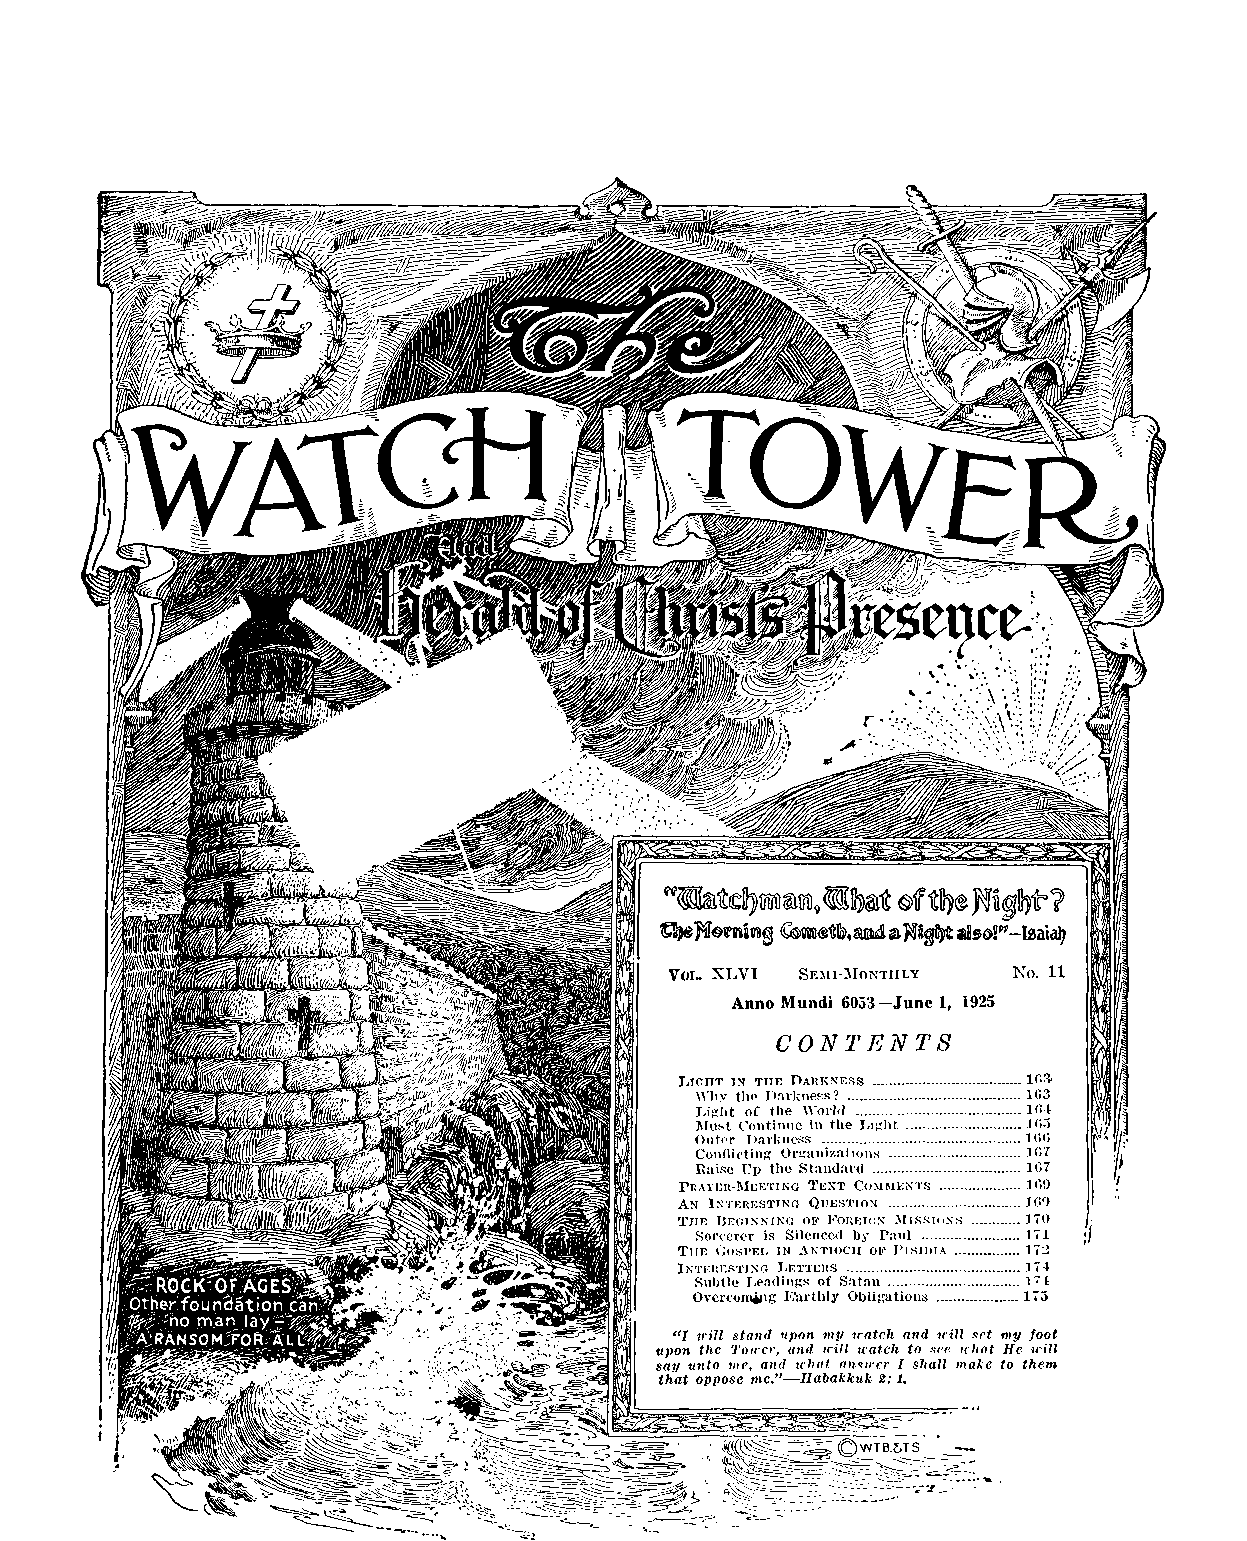 The
WATCH TOWER
And
Herald of Christ's Presence
"Watchman, What of the Night?
The Morning Cometh, and a Night also!"—Isaiah
VOL. XLVI SEMI-MONTHLY No. 11
Anno Mundi 6053—June 1, 1925
CONTENTS
LIGHT IN THE DARKNESS 163
Why the Darkness? 163
Light of the World 164
Must Continue in the Light 165
Outer Darkness 166
Conflicting Organizations 167
Raise Up the Standard 167
PRAYER-MEETING TEXT COMMENTS 169
AN INTERESTING QUESTION 169
THE BEGINNING OF FOREIGN MISSIONS 170
Sorcerer is Silenced by Paul 171
THE GOSPEL IN ANTIOCH OF PISIDIA 172
INTERESTING LETTERS 174
Subtle Leadings of Satan 174
Overcoming Earthly Obligations 175
"I will stand upon my watch and will set my foot
upon the Tower, and will watch to see what He will
say unto me, and what answer I shall make to them
that oppose me."—Habakkuk 2: 1.
ROCK OF AGES
Other foundation can
no man lay —
A RANSOM FOR ALL
©WTB&TS